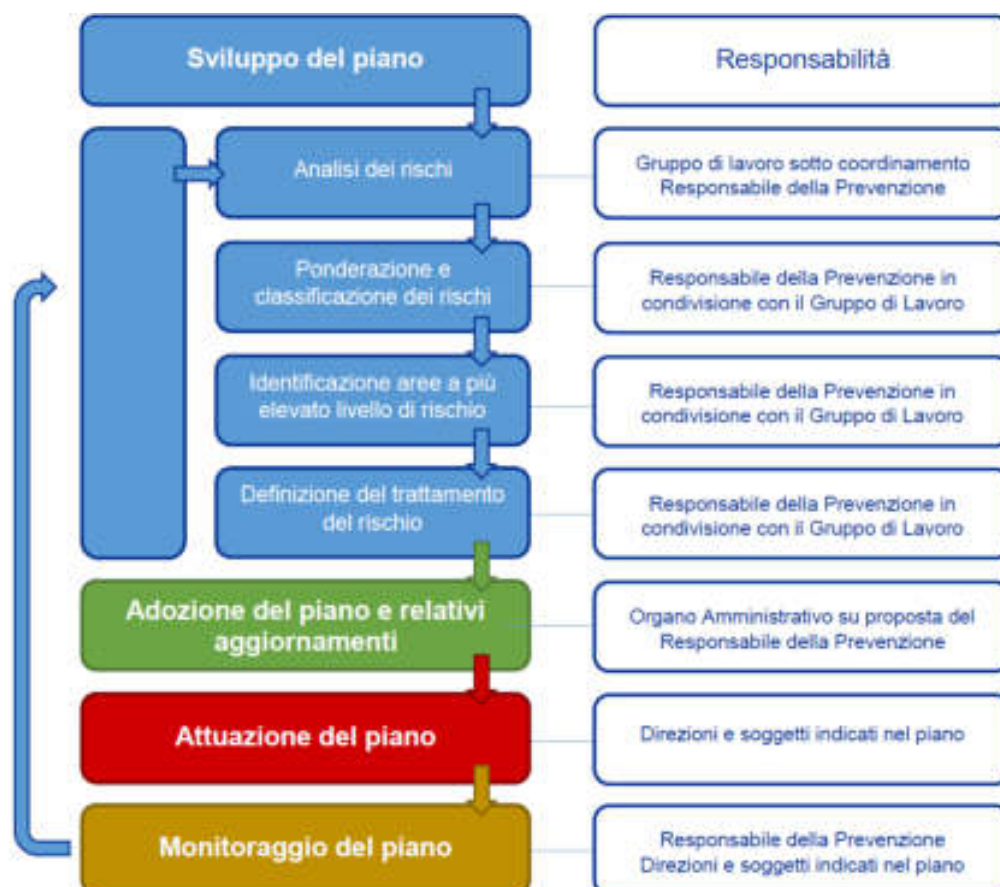 Sviluppo del piano
Responsabilità
Analisi dei rischi
Gruppo di lavoro sotto coordinamento
Responsabile della Prevenzione
Ponderazione e
classificazione dei rischi
Responsabile della Prevenzione in
condivisione con il Gruppo di Lavoro
Identificazione aree a più
elevato livello di rischio
Responsabile della Prevenzione in
condivisione con il Gruppo di Lavoro
Definizione del trattamento
del rischio
Responsabile della Prevenzione in
condivisione con il Gruppo di Lavoro
Adozione del piano e relativi
aggiornamenti
Organo Amministrativo su proposta del
Responsabile della Prevenzione
Attuazione del piano
Direzioni e soggetti indicati nel piano
Monitoraggio del piano
Responsabile della Prevenzione
Direzioni e soggetti indicati nel piano